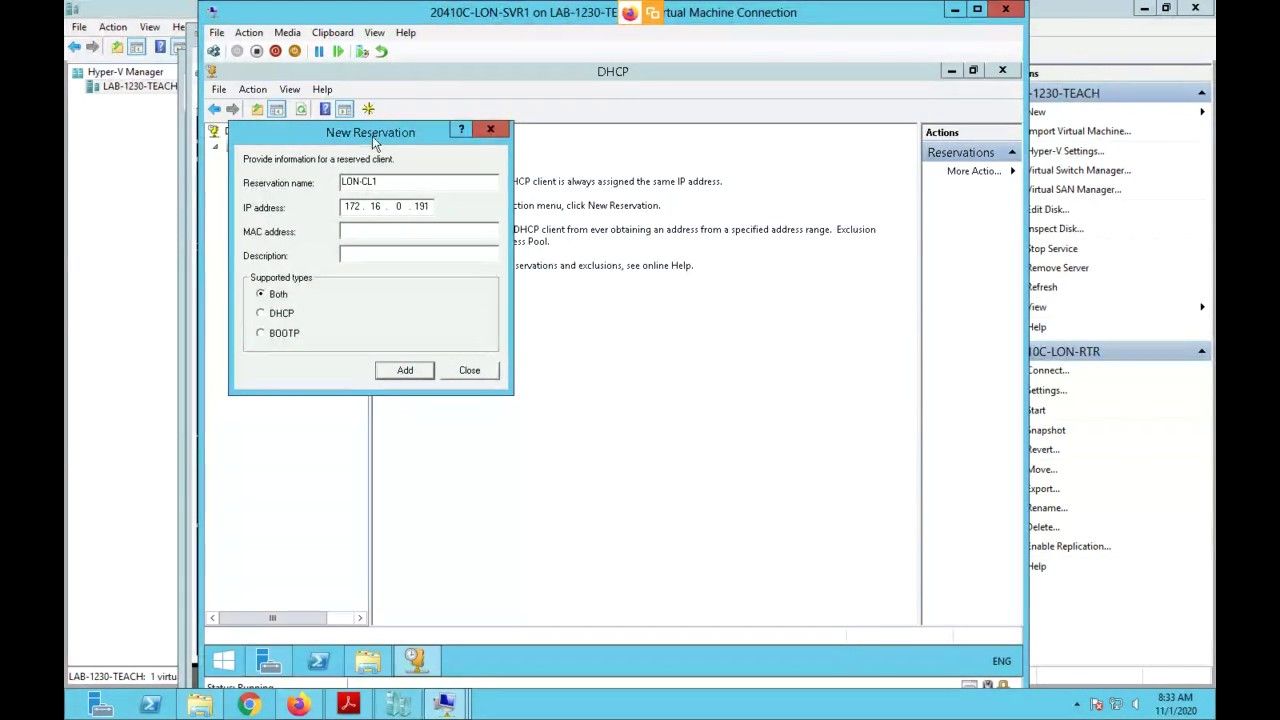 20410C-LON-SVR1 on LAB-1230-TE
rtual Machine Connection
File Action View He
File Action Media Clipboard View Help
Hyper-V Manager
LAB-1230-TEACH
DHCP
File Action View Help
New Reservation
?
Provide information for a reserved client.
Reservation name: LON-CL1
IP address: 172 . 16 . 0 . 191
MAC address:
Description:
Supported types
Both
DHCP
BOOTP
Add Close
HCP client is always assigned the same IP address.
ction menu, click New Reservation.
DHCP client from ever obtaining an address from a specified address range. Exclusion
ss Pool.
servations and exclusions, see online Help.
Actions
Reservations
More Actio...
ns
-1230-TEACH
New
Import Virtual Machine...
Hyper-V Settings...
Virtual Switch Manager...
Virtual SAN Manager...
Edit Disk...
Inspect Disk...
Stop Service
Remove Server
Refresh
View
Help
10C-LON-RTR
Connect...
Settings...
Start
Snapshot
Revert...
Move...
Export...
Rename...
Delete...
Enable Replication...
Help
ENG
Status: Running
LAB-1230-TEACH: 1 virtu
8:33 AM
11/1/2020